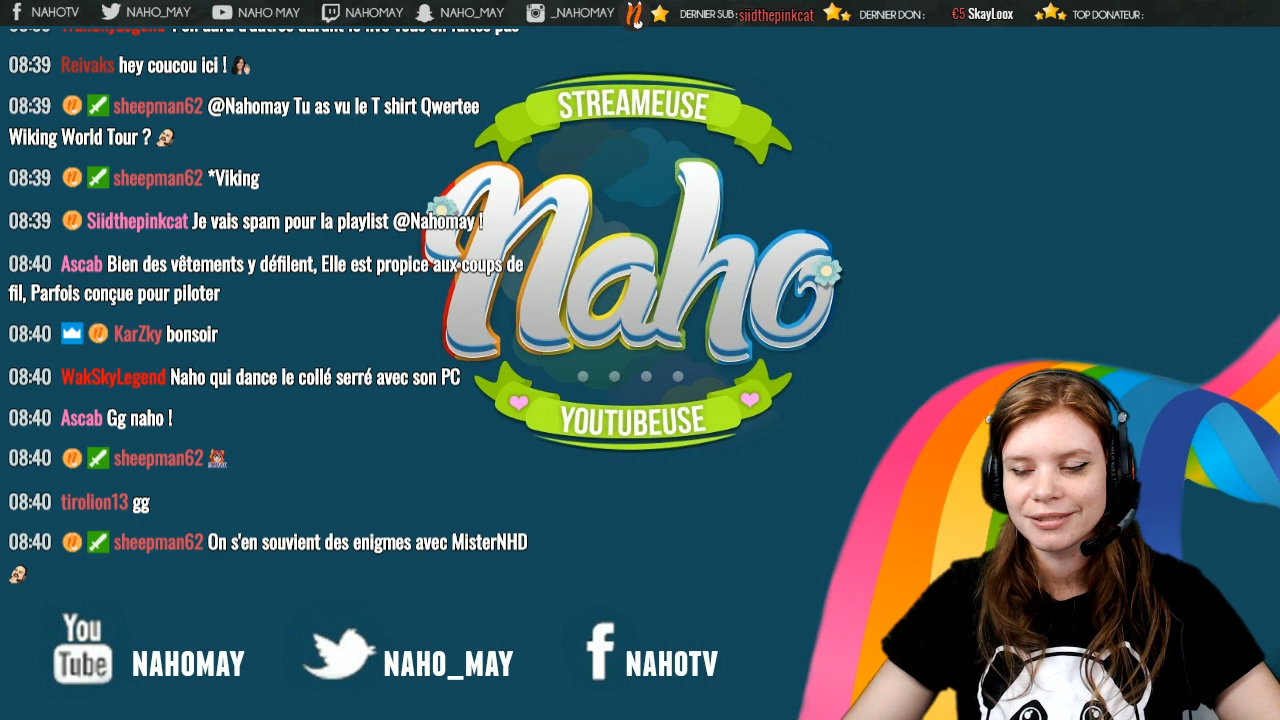 NAHOTV NAHO_MAY NAHO MAY NAHOMAY NAHO_MAY _NAHOMAY DERNIER SUB : siidthepinkcat DERNIER DON : €5 SkayLoox TOP DONATEUR :
08:39 Reivaks hey coucou ici !
08:39 sheepman62 @Nahomay Tu as vu le T shirt Qwertee
Wiking World Tour ?
08:39 sheepman62 *Viking
08:39 Siidthepinkcat Je vais spam pour la playlist @Nahomay !
08:40 Ascab Bien des vêtements y défilent, Elle est propice aux coups de
fil, Parfois conçue pour piloter
08:40 KarZky bonsoir
08:40 WakSkyLegend Naho qui dance le collé serré avec son PC
08:40 Ascab Gg naho !
08:40 sheepman62
08:40 tirolion13 gg
08:40 sheepman62 On s'en souvient des enigmes avec MisterNHD
STREAMEUSE
Naho
YOUTUBEUSE
You
Tube NAHOMAY NAHO_MAY NAHOTV